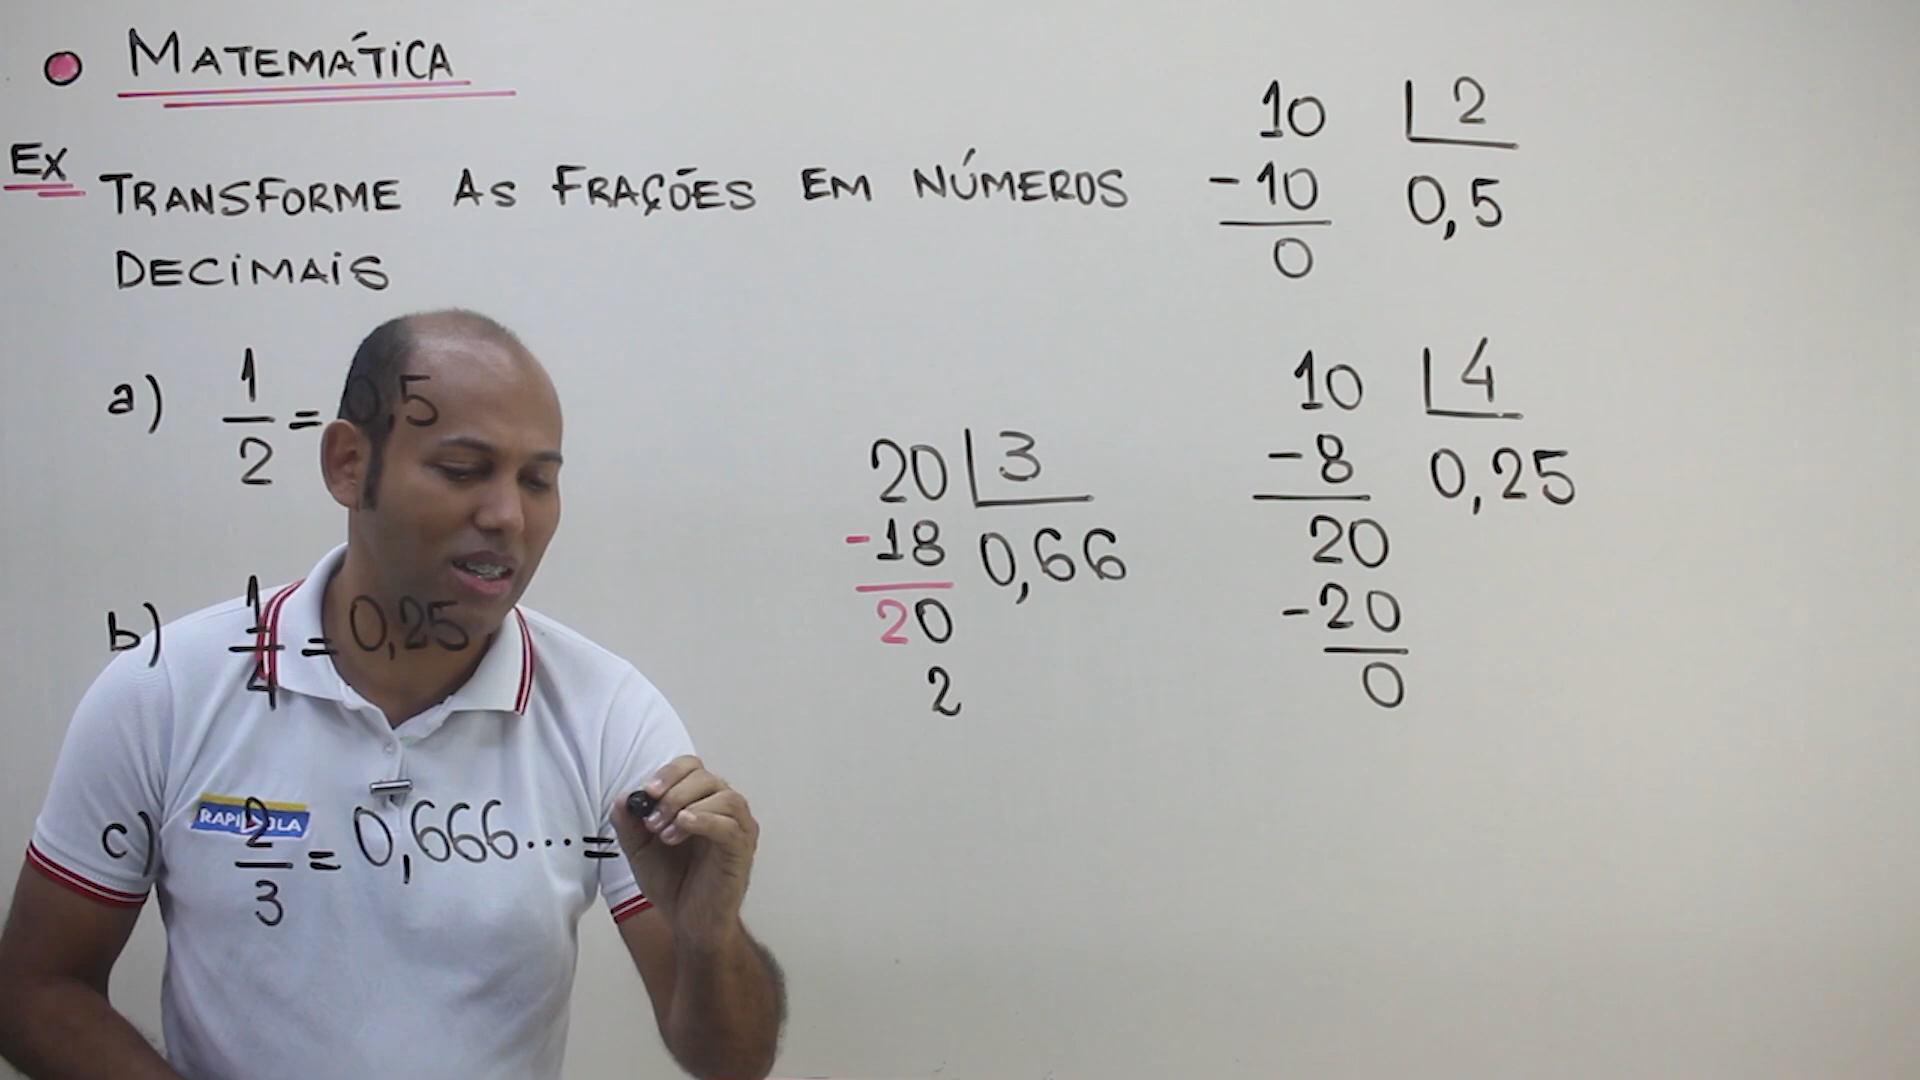 MATEMÁTICA
Ex TRANSFORME AS FRAÇÕES EM NÚMEROS
DECIMAIS
a) 1/2 = 0,5
b) 1/4 = 0,25
c) 2/3 = 0,666... =
RAPIDOLA
10 2
-10 0,5
0
20 3
-18 0,66
20
2
10 4
-8 0,25
20
-20
0